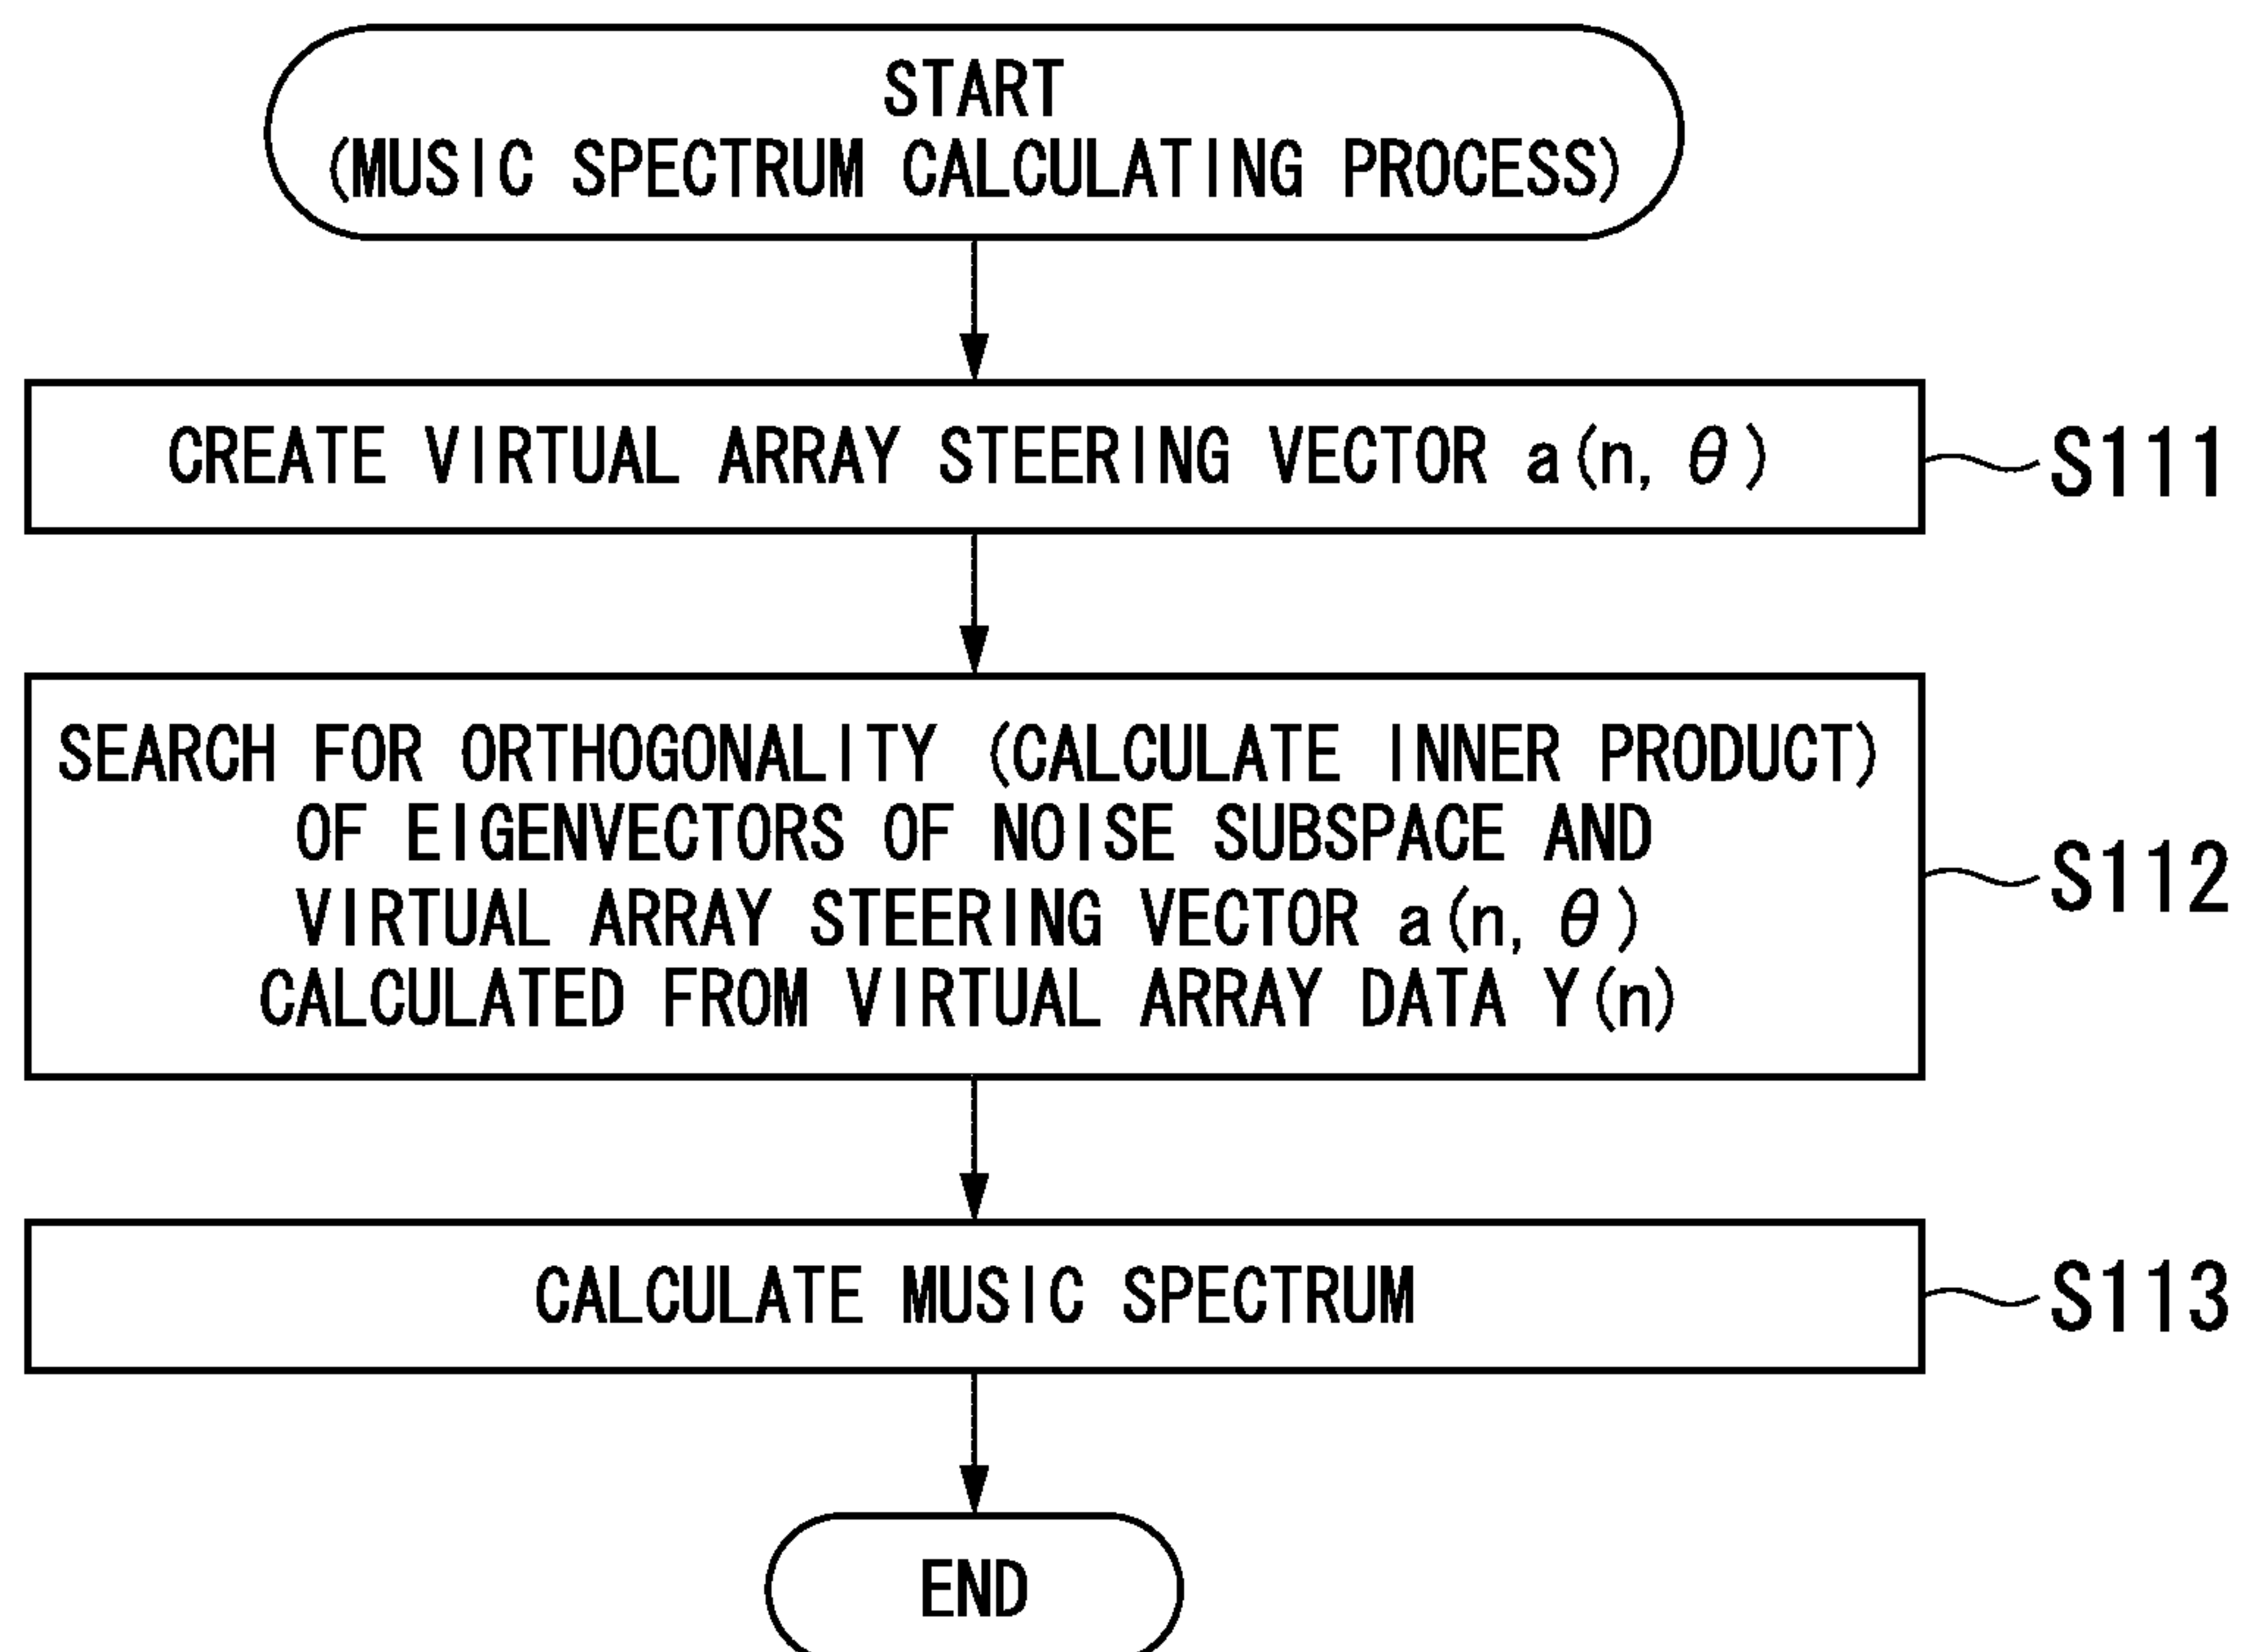 START
(MUSIC SPECTRUM CALCULATING PROCESS)
CREATE VIRTUAL ARRAY STEERING VECTOR a(n, θ)
S111
SEARCH FOR ORTHOGONALITY (CALCULATE INNER PRODUCT)
OF EIGENVECTORS OF NOISE SUBSPACE AND
VIRTUAL ARRAY STEERING VECTOR a(n, θ)
CALCULATED FROM VIRTUAL ARRAY DATA Y(n)
S112
CALCULATE MUSIC SPECTRUM
S113
END